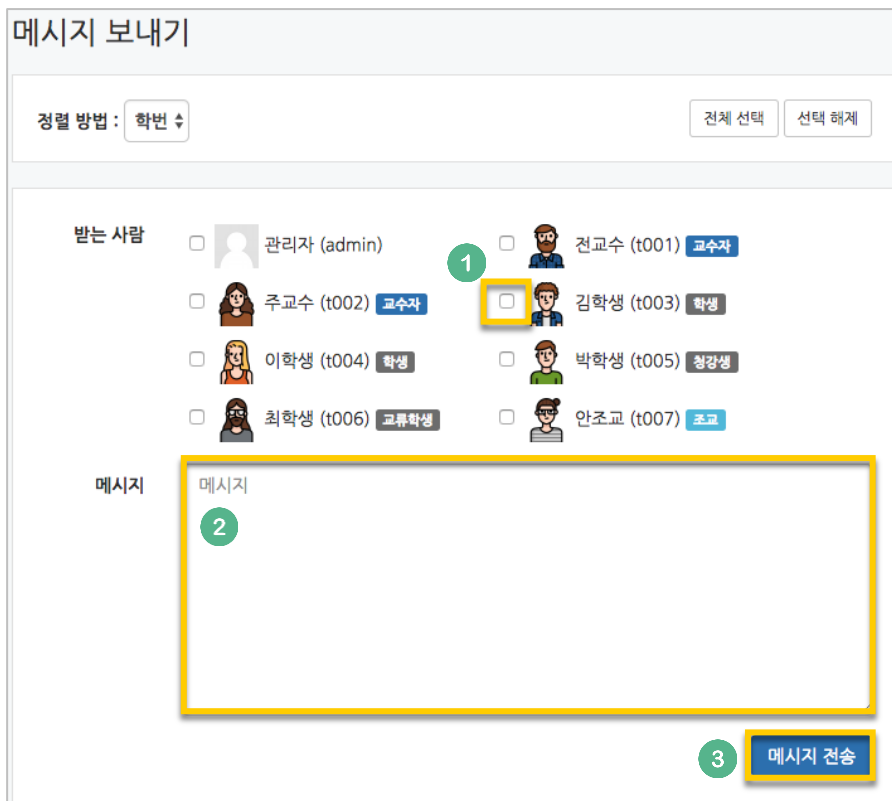 메시지 보내기
정렬 방법 : 학번 전체 선택 선택 해제
받는 사람 관리자 (admin) 전교수 (t001) 교수자
1
주교수 (t002) 교수자 김학생 (t003) 학생
이학생 (t004) 학생 박학생 (t005) 청강생
최학생 (t006) 교류학생 안조교 (t007) 조교
메시지 메시지
2
3 메시지 전송